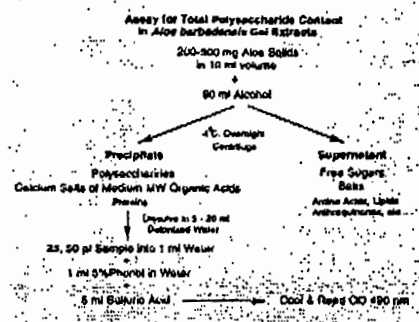 Assay for Total Polysaccharide Content
in Aloe barbadensis Gel Extracts
200-300 mg Aloe Solids
in 10 ml volume
+
90 ml Alcohol
4°C, Overnight
Centrifuge
Precipitate
Polysaccharides
Calcium Salts of Medium MW Organic Acids
Proteins
Supernatant
Free Sugars
Salts
Amino Acids, Lipids
Anthraquinones, etc.
Dissolve in 5 - 20 ml
Deionized Water
25, 50 µl Sample into 1 ml Water
+
1 ml 5% Phenol in Water
+
5 ml Sulfuric Acid
Cool & Read OD 490 nm